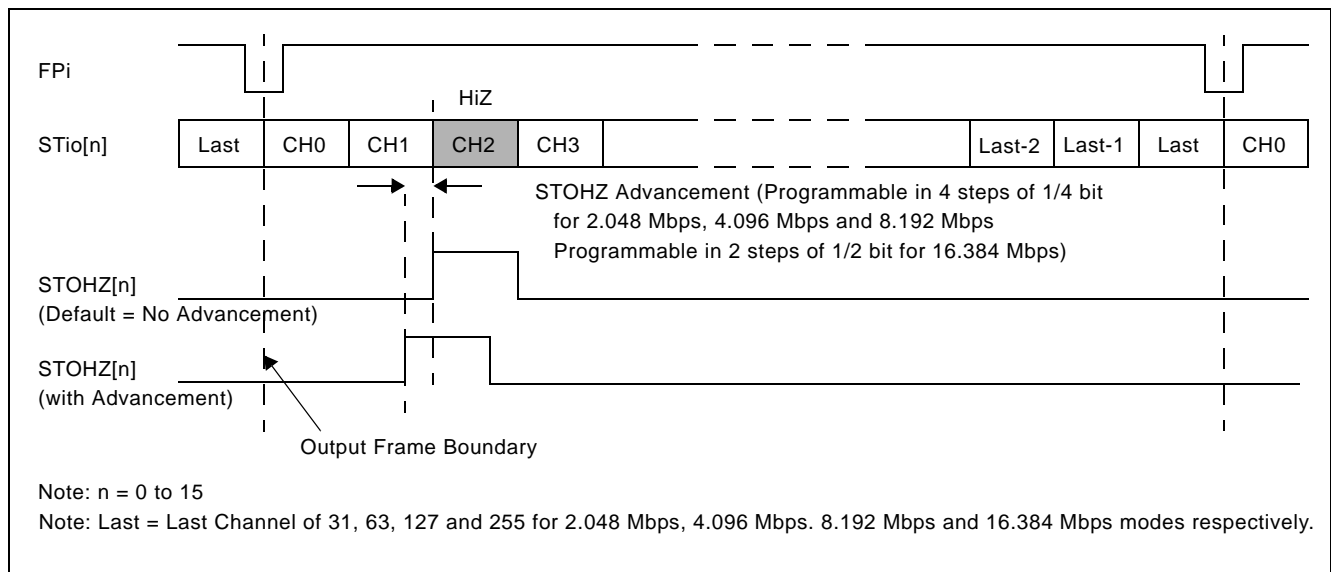 FPi
HiZ
STio[n]
Last CH0 CH1 CH2 CH3 Last-2 Last-1 Last CH0
STOHZ Advancement (Programmable in 4 steps of 1/4 bit
for 2.048 Mbps, 4.096 Mbps and 8.192 Mbps
Programmable in 2 steps of 1/2 bit for 16.384 Mbps)
STOHZ[n]
(Default = No Advancement)
STOHZ[n]
(with Advancement)
Output Frame Boundary
Note: n = 0 to 15
Note: Last = Last Channel of 31, 63, 127 and 255 for 2.048 Mbps, 4.096 Mbps. 8.192 Mbps and 16.384 Mbps modes respectively.